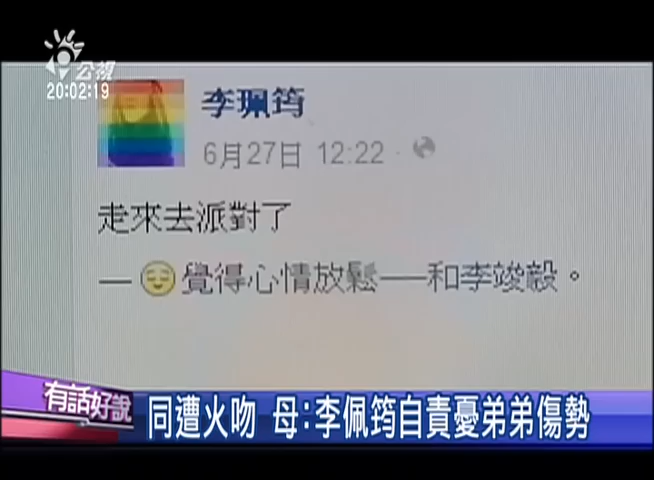 公視
20:02:19
李珮筠
6月27日 12:22
走來去派對了
— 覺得心情放鬆——和李竣毅。
有話好說
同遭火吻 母:李佩筠自責憂弟弟傷勢